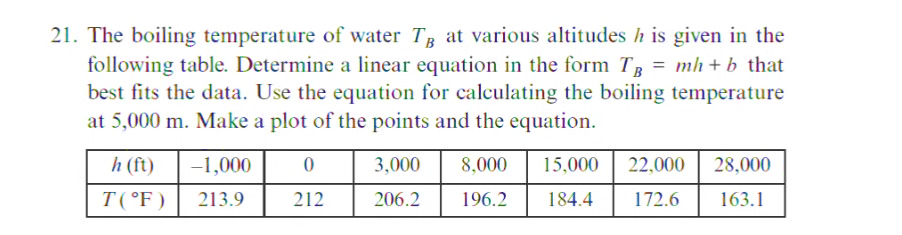 21. The boiling temperature of water T_B at various altitudes h is given in the
following table. Determine a linear equation in the form T_B = mh + b that
best fits the data. Use the equation for calculating the boiling temperature
at 5,000 m. Make a plot of the points and the equation.
h (ft) –1,000 0 3,000 8,000 15,000 22,000 28,000
T ( °F ) 213.9 212 206.2 196.2 184.4 172.6 163.1